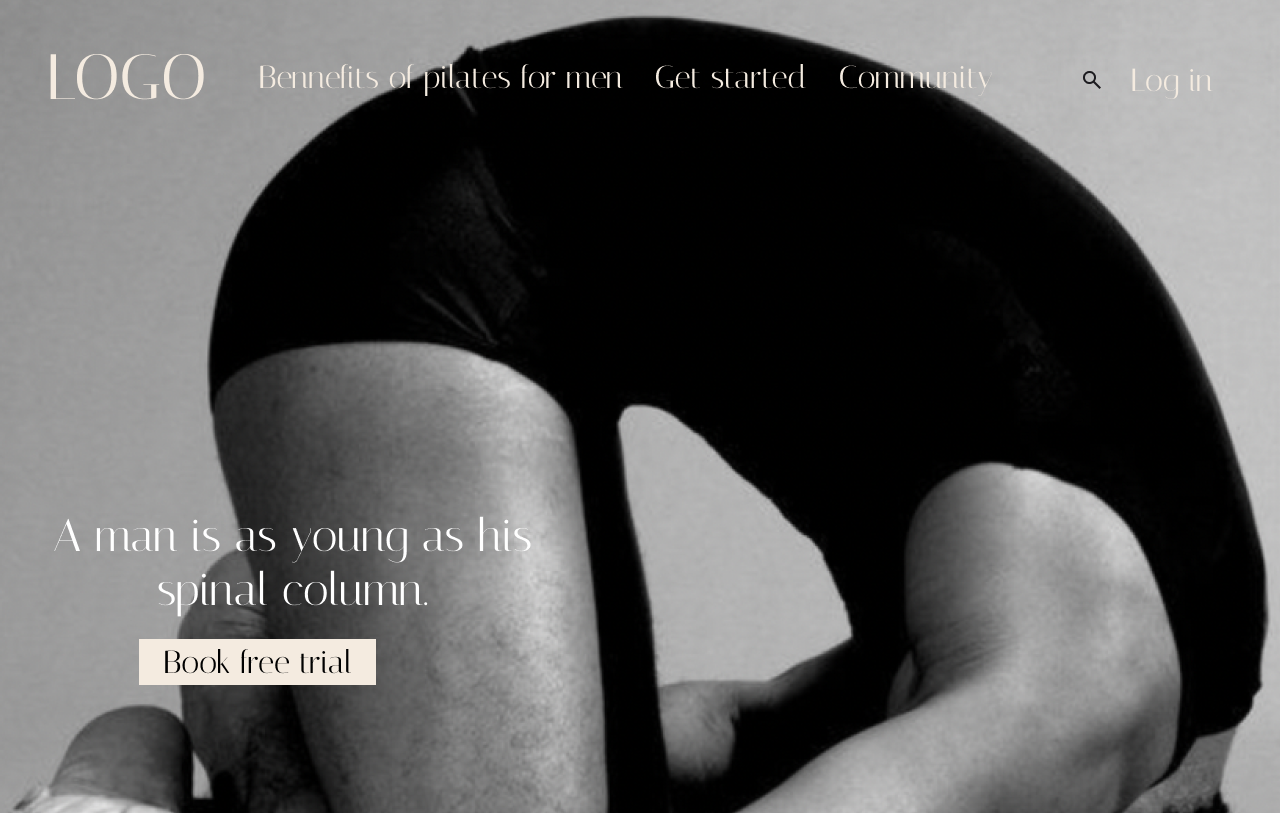 LOGO
Bennefits of pilates for men
Get started
Community
Log in
A man is as young as his
spinal column.
Book free trial